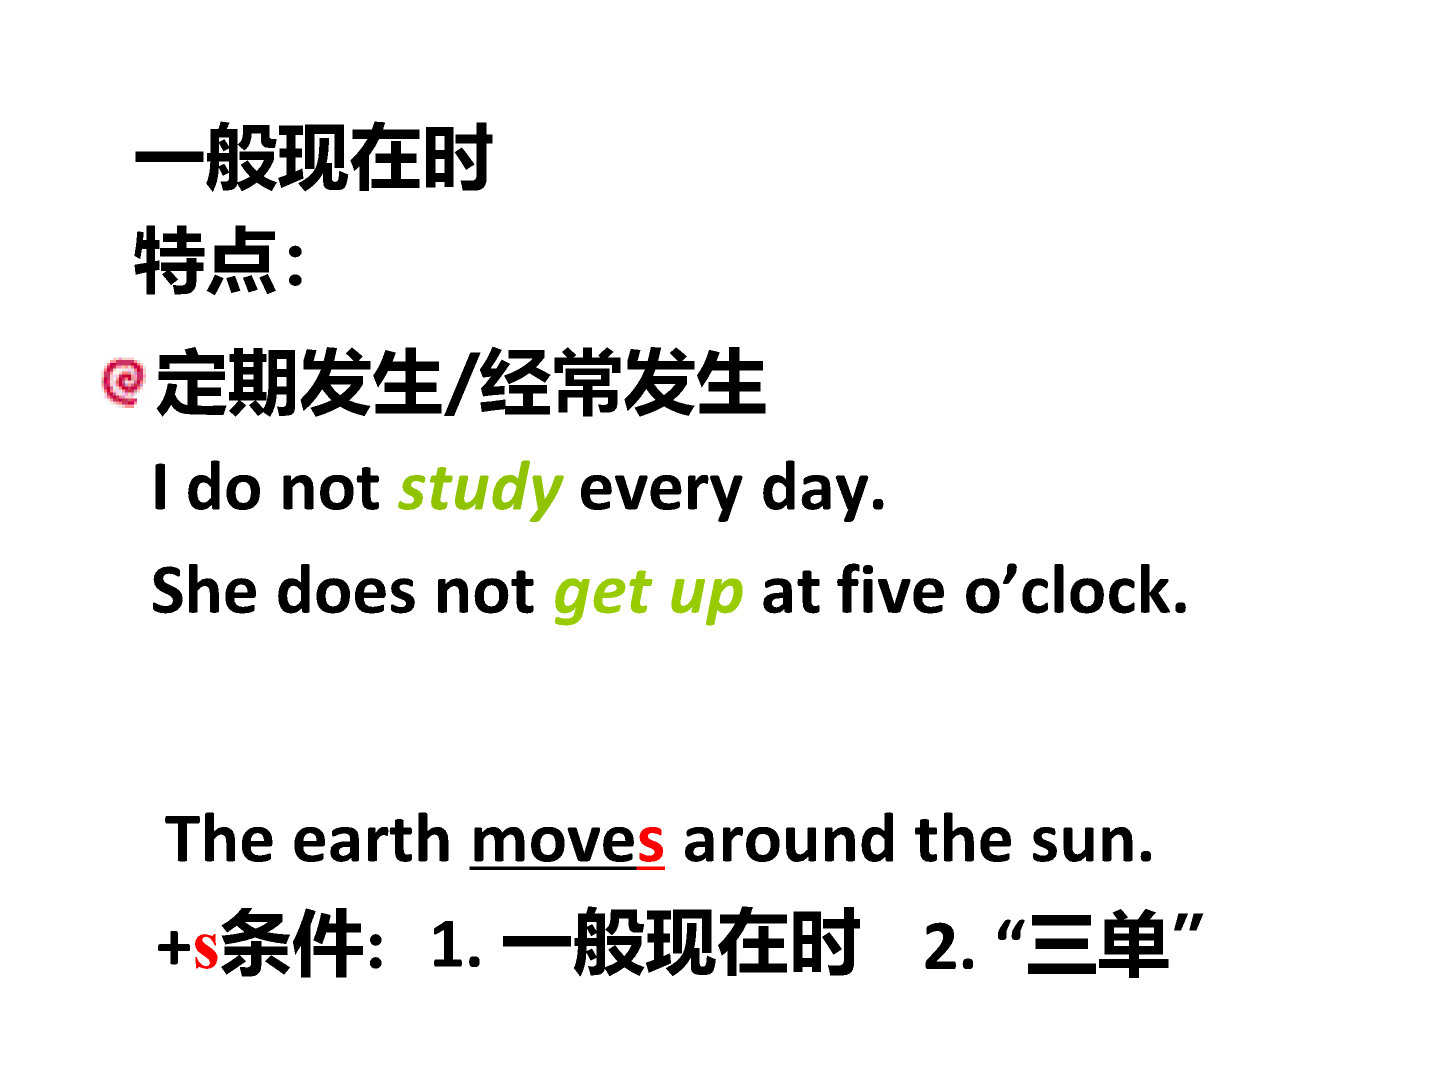 一般现在时
特点：
定期发生/经常发生
I do not study every day.
She does not get up at five o’clock.
The earth moves around the sun.
+s条件: 1. 一般现在时 2. “三单”